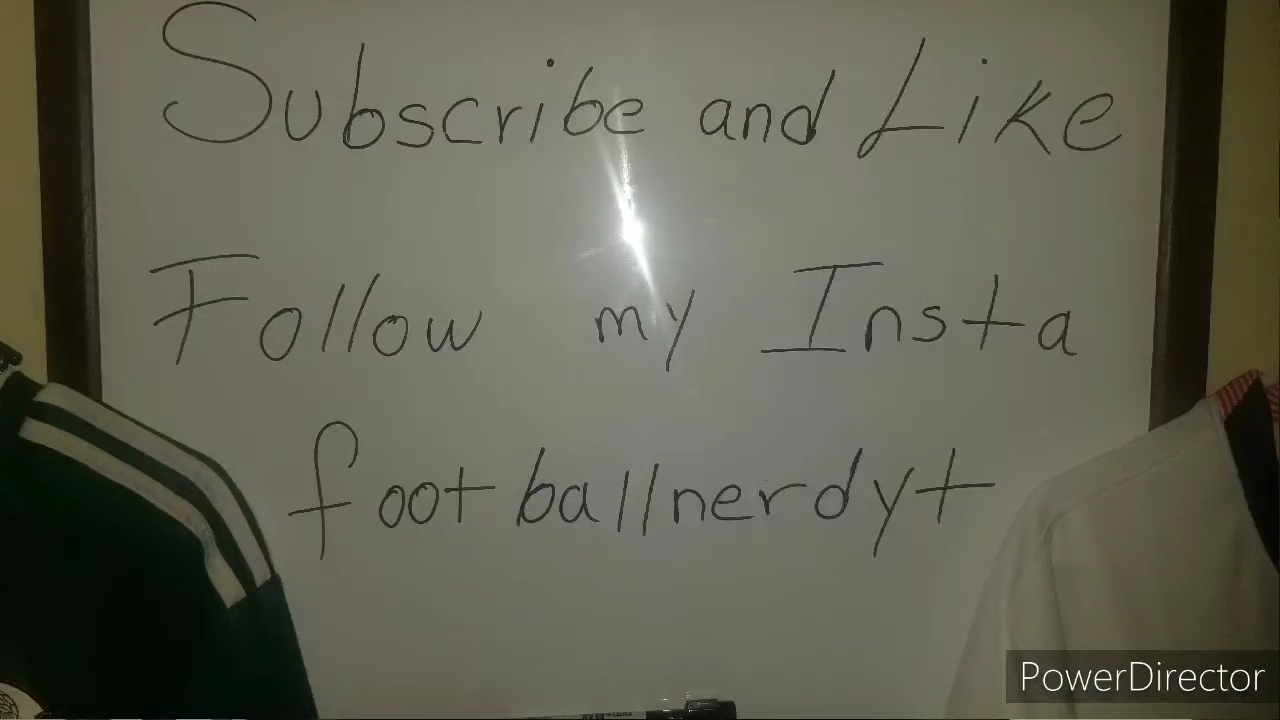 Subscribe and Like
Follow my Insta
footballnerdyt
PowerDirector